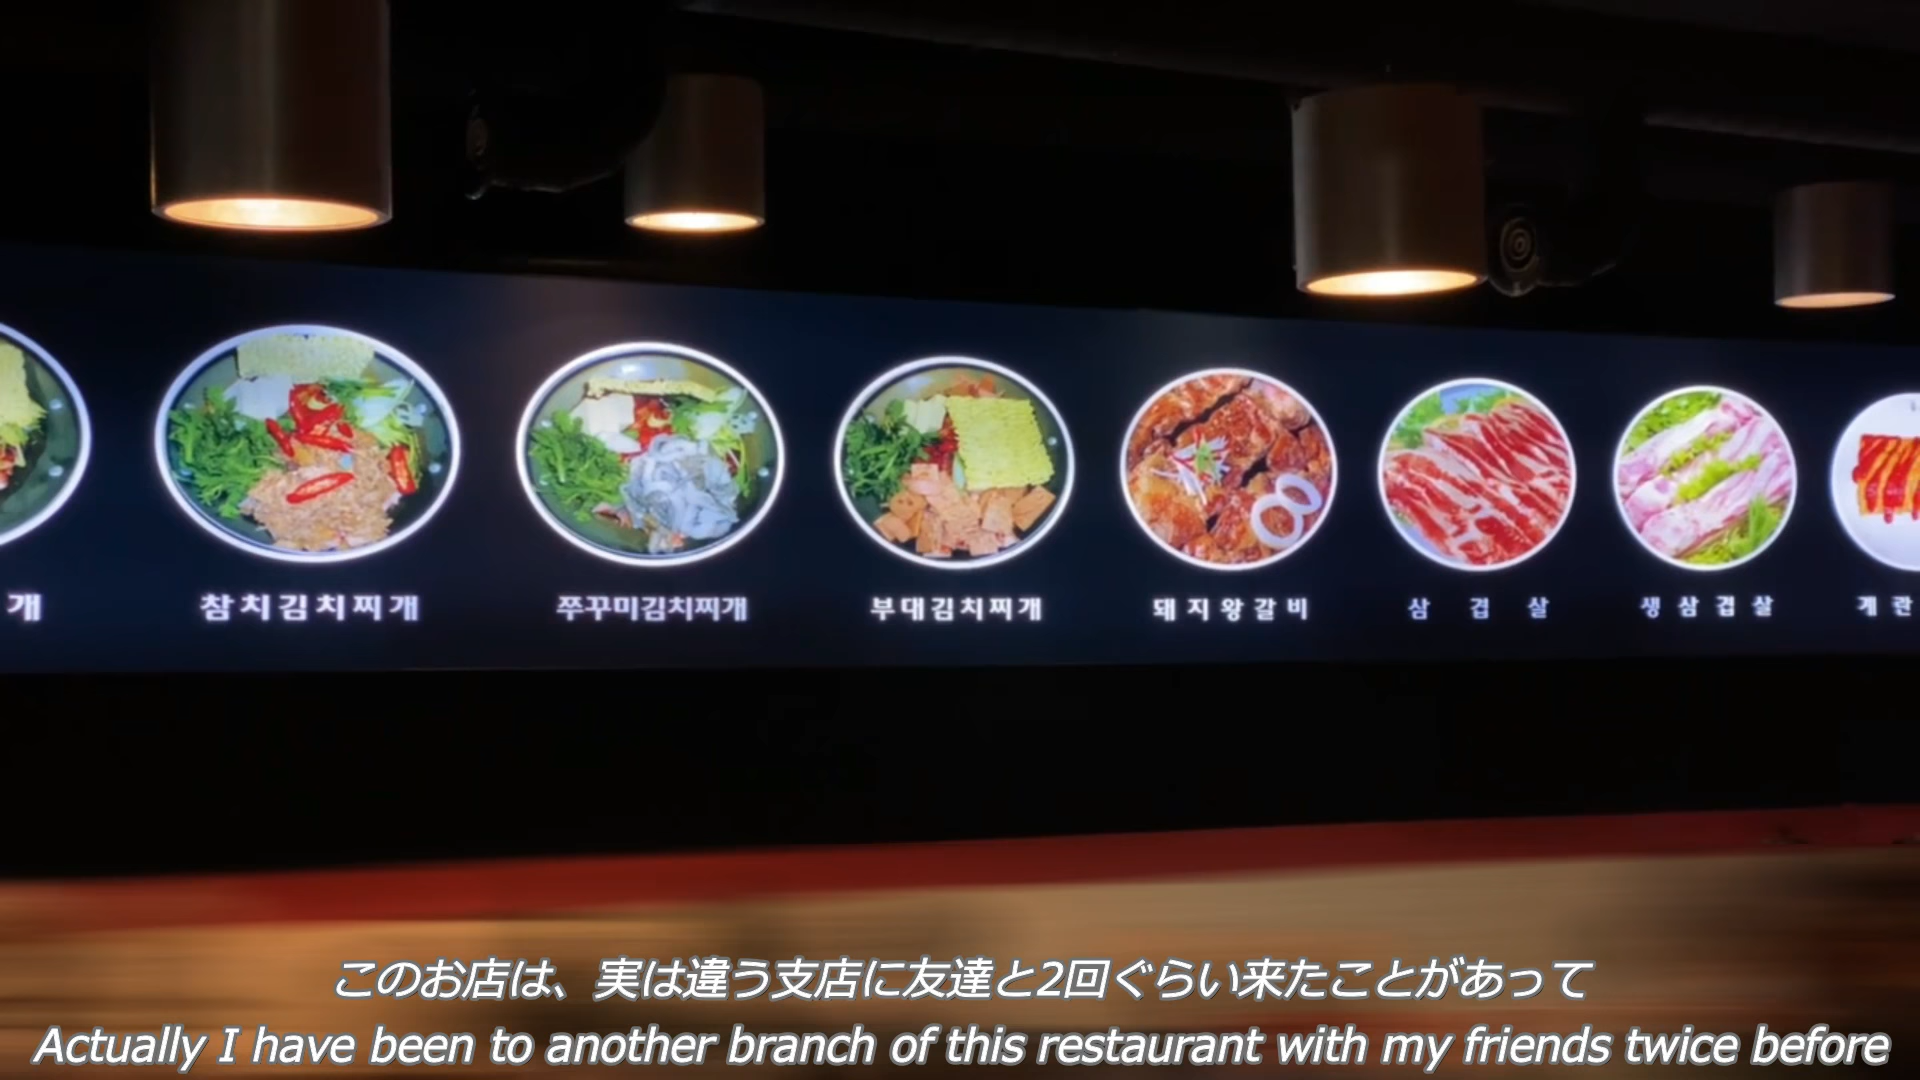 개
참치김치찌개
쭈꾸미김치찌개
부대김치찌개
돼지왕갈비
삼겹살
생삼겹살
계란
このお店は、実は違う支店に友達と2回ぐらい来たことがあって
Actually I have been to another branch of this restaurant with my friends twice before